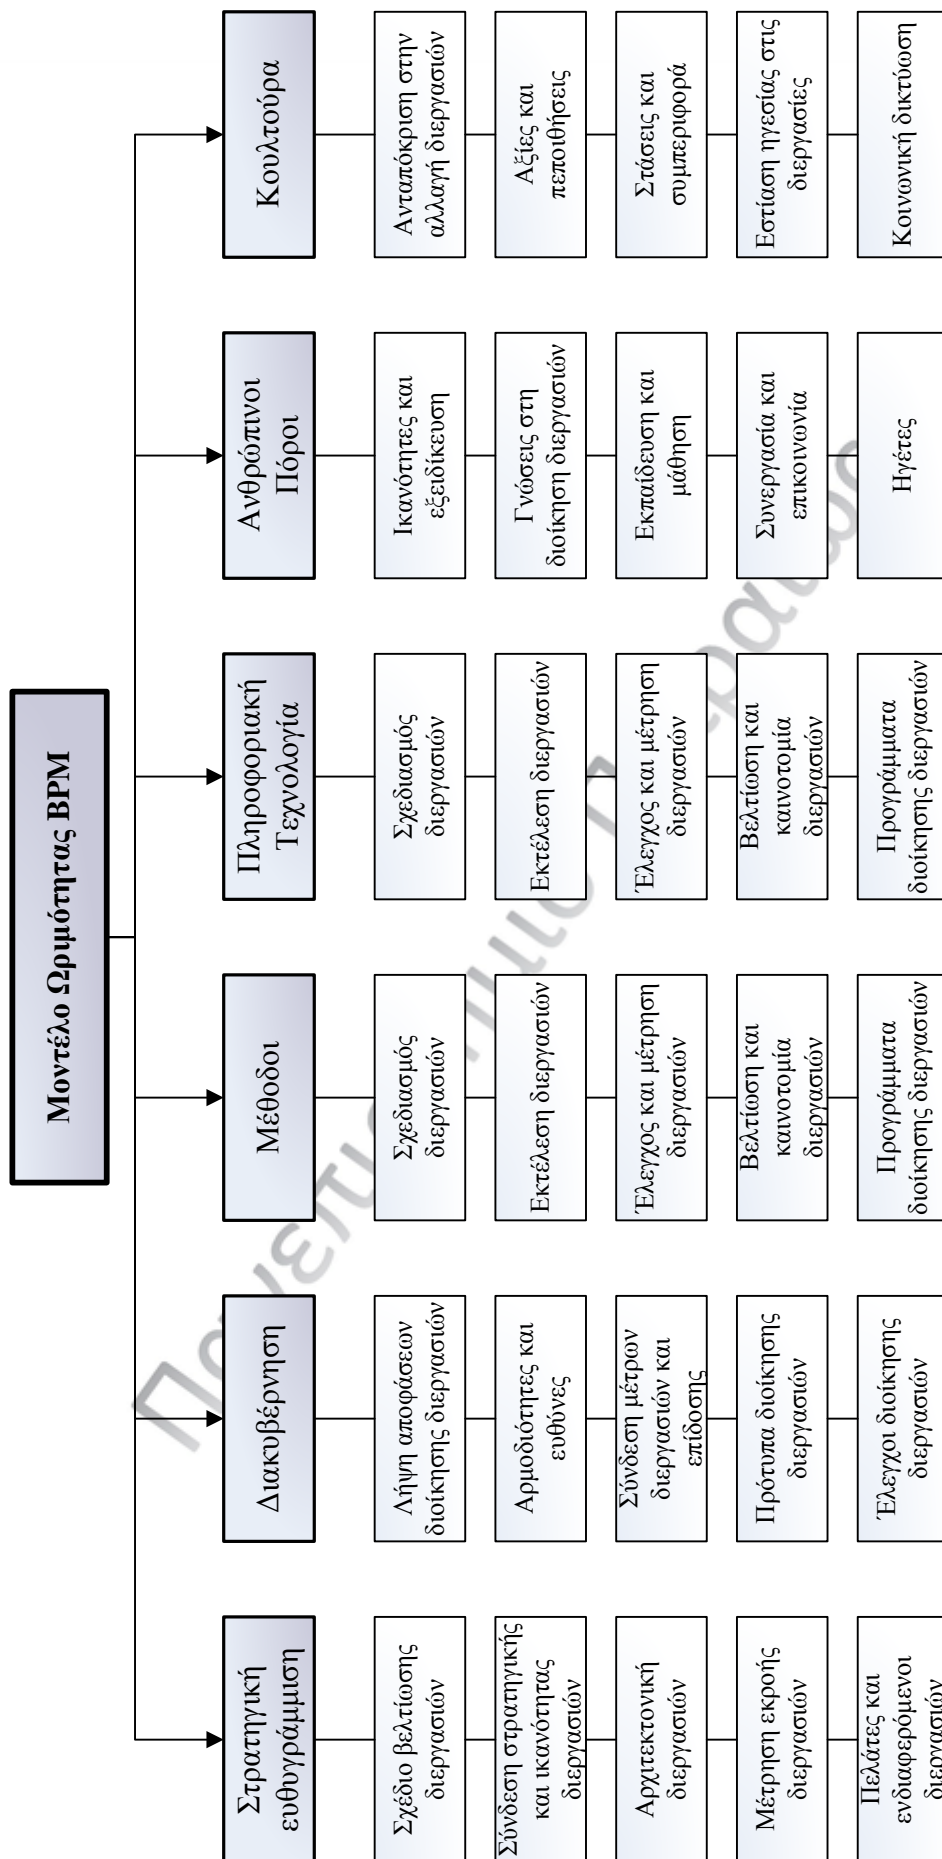 Μοντέλο Ωριμότητας BPM
Στρατηγική
ευθυγράμμιση
Σχέδιο βελτίωσης
διεργασιών
Σύνδεση στρατηγικής
και ικανότητας
διεργασιών
Αρχιτεκτονική
διεργασιών
Μέτρηση εκροής
διεργασιών
Πελάτες και
ενδιαφερόμενοι
διεργασιών
Διακυβέρνηση
Λήψη αποφάσεων
διοίκησης διεργασιών
Αρμοδιότητες και
ευθύνες
Σύνδεση μέτρων
διεργασιών και
επίδοσης
Πρότυπα διοίκησης
διεργασιών
Έλεγχοι διοίκησης
διεργασιών
Μέθοδοι
Σχεδιασμός
διεργασιών
Εκτέλεση διεργασιών
Έλεγχος και μέτρηση
διεργασιών
Βελτίωση και
καινοτομία
διεργασιών
Προγράμματα
διοίκησης διεργασιών
Πληροφοριακή
Τεχνολογία
Σχεδιασμός
διεργασιών
Εκτέλεση διεργασιών
Έλεγχος και μέτρηση
διεργασιών
Βελτίωση και
καινοτομία
διεργασιών
Προγράμματα
διοίκησης διεργασιών
Ανθρώπινοι
Πόροι
Ικανότητες και
εξειδίκευση
Γνώσεις στη
διοίκηση διεργασιών
Εκπαίδευση και
μάθηση
Συνεργασία και
επικοινωνία
Ηγέτες
Κουλτούρα
Ανταπόκριση στην
αλλαγή διεργασιών
Αξίες και
πεποιθήσεις
Στάσεις και
συμπεριφορά
Εστίαση ηγεσίας στις
διεργασίες
Κοινωνική δικτύωση